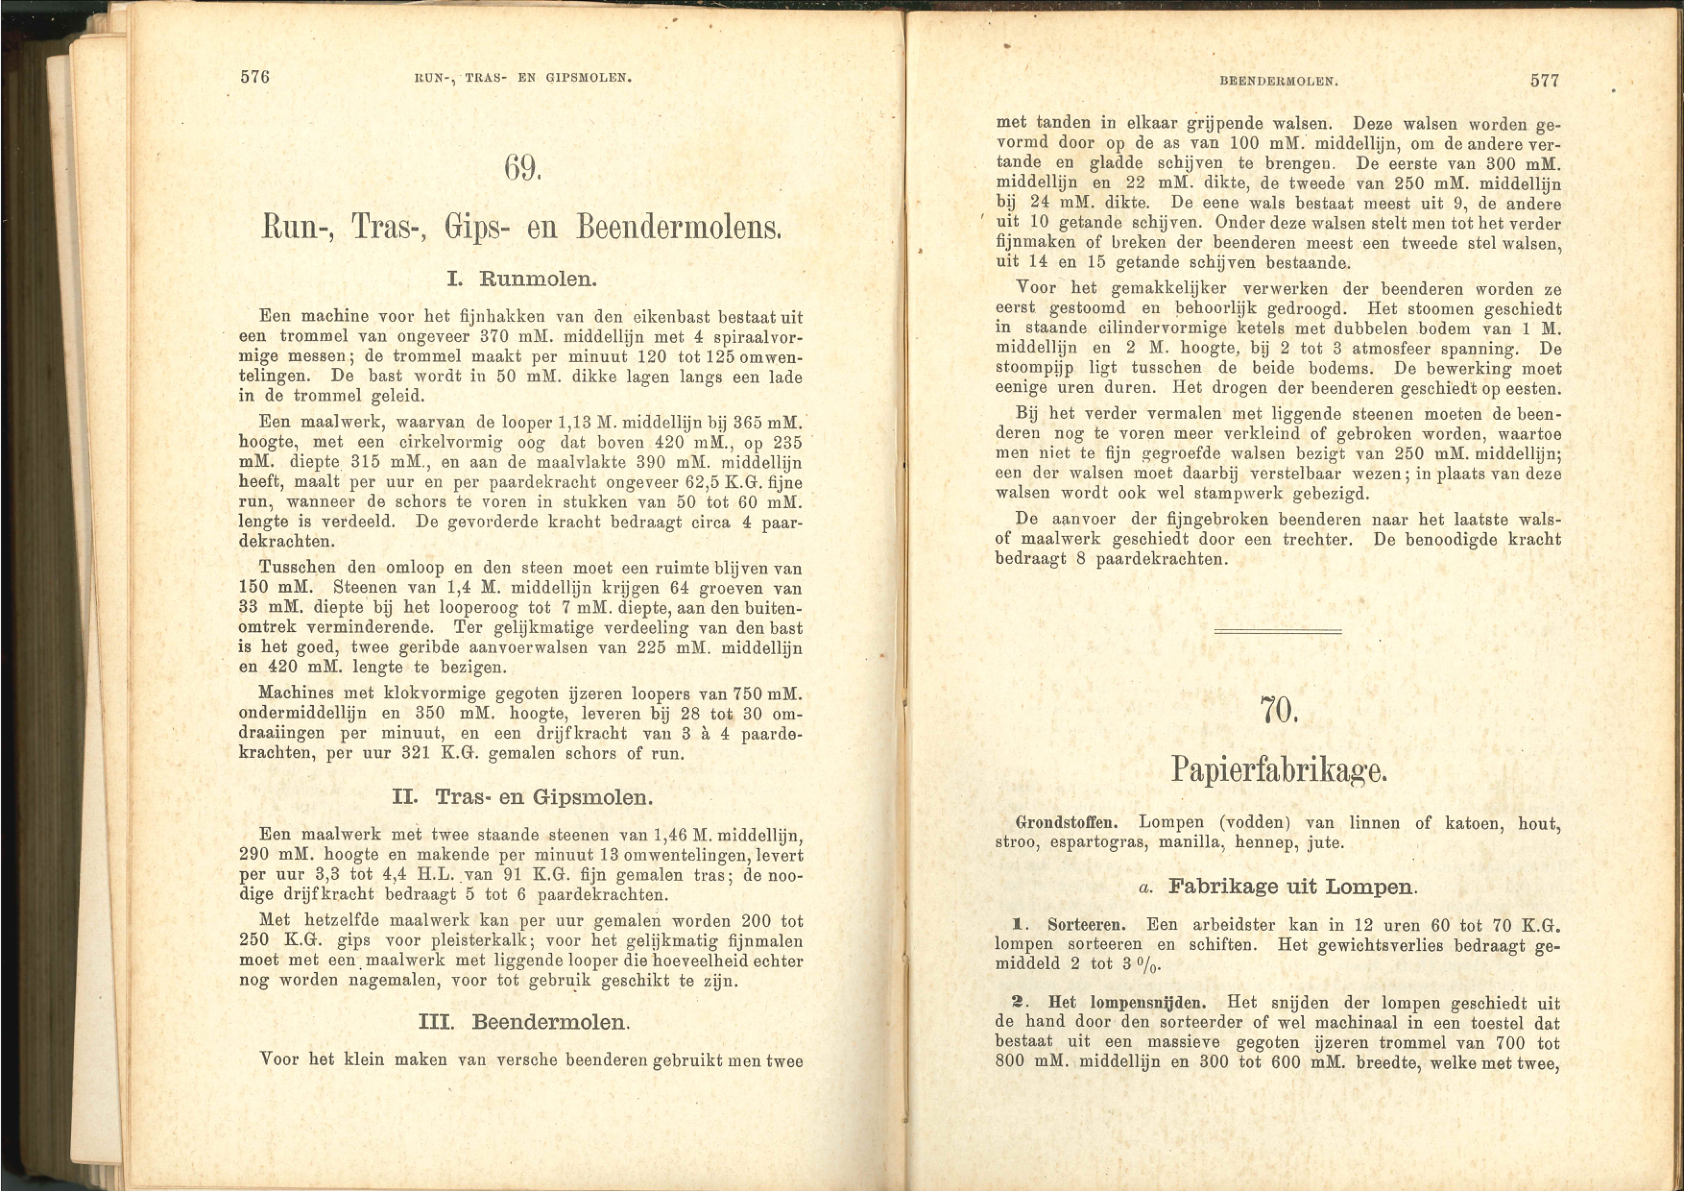 576
RUN-, TRAS- EN GIPSMOLEN.
69.
Run-, Tras-, Gips- en Beendermolens.
I. Runmolen.
Een machine voor het fijnhakken van den eikenbast bestaat uit
een trommel van ongeveer 370 mM. middellijn met 4 spiraalvor-
mige messen; de trommel maakt per minuut 120 tot 125 omwen-
telingen. De bast wordt in 50 mM. dikke lagen langs een lade
in de trommel geleid.
Een maalwerk, waarvan de looper 1,13 M. middellijn bij 365 mM.
hoogte, met een cirkelvormig oog dat boven 420 mM., op 235
mM. diepte 315 mM., en aan de maalvlakte 390 mM. middellijn
heeft, maalt per uur en per paardekracht ongeveer 62,5 K.G. fijne
run, wanneer de schors te voren in stukken van 50 tot 60 mM.
lengte is verdeeld. De gevorderde kracht bedraagt circa 4 paar-
dekrachten.
Tusschen den omloop en den steen moet een ruimte blijven van
150 mM. Steenen van 1,4 M. middellijn krijgen 64 groeven van
33 mM. diepte bij het looperoog tot 7 mM. diepte, aan den buiten-
omtrek verminderende. Ter gelijkmatige verdeeling van den bast
is het goed, twee geribde aanvoerwalsen van 225 mM. middellijn
en 420 mM. lengte te bezigen.
Machines met klokvormige gegoten ijzeren loopers van 750 mM.
ondermiddellijn en 350 mM. hoogte, leveren bij 28 tot 30 om-
draaiingen per minuut, en een drijfkracht van 3 à 4 paarde-
krachten, per uur 321 K.G. gemalen schors of run.
II. Tras- en Gipsmolen.
Een maalwerk met twee staande steenen van 1,46 M. middellijn,
290 mM. hoogte en makende per minuut 13 omwentelingen, levert
per uur 3,3 tot 4,4 H.L. van 91 K.G. fijn gemalen tras; de noo-
dige drijfkracht bedraagt 5 tot 6 paardekrachten.
Met hetzelfde maalwerk kan per uur gemalen worden 200 tot
250 K.G. gips voor pleisterkalk; voor het gelijkmatig fijnmalen
moet met een maalwerk met liggende looper die hoeveelheid echter
nog worden nagemalen, voor tot gebruik geschikt te zijn.
III. Beendermolen.
Voor het klein maken van versche beenderen gebruikt men twee
BEENDERMOLEN.
577
met tanden in elkaar grijpende walsen. Deze walsen worden ge-
vormd door op de as van 100 mM. middellijn, om de andere ver-
tande en gladde schijven te brengen. De eerste van 300 mM.
middellijn en 22 mM. dikte, de tweede van 250 mM. middellijn
bij 24 mM. dikte. De eene wals bestaat meest uit 9, de andere
uit 10 getande schijven. Onder deze walsen stelt men tot het verder
fijnmaken of breken der beenderen meest een tweede stel walsen,
uit 14 en 15 getande schijven bestaande.
Voor het gemakkelijker verwerken der beenderen worden ze
eerst gestoomd en behoorlijk gedroogd. Het stoomen geschiedt
in staande cilindervormige ketels met dubbelen bodem van 1 M.
middellijn en 2 M. hoogte, bij 2 tot 3 atmosfeer spanning. De
stoompijp ligt tusschen de beide bodems. De bewerking moet
eenige uren duren. Het drogen der beenderen geschiedt op eesten.
Bij het verder vermalen met liggende steenen moeten de been-
deren nog te voren meer verkleind of gebroken worden, waartoe
men niet te fijn gegroefde walsen bezigt van 250 mM. middellijn;
een der walsen moet daarbij verstelbaar wezen; in plaats van deze
walsen wordt ook wel stampwerk gebezigd.
De aanvoer der fijngebroken beenderen naar het laatste wals-
of maalwerk geschiedt door een trechter. De benoodigde kracht
bedraagt 8 paardekrachten.
70.
Papierfabrikage.
Grondstoffen. Lompen (vodden) van linnen of katoen, hout,
stroo, espartogras, manilla, hennep, jute.
a. Fabrikage uit Lompen.
1. Sorteeren. Een arbeidster kan in 12 uren 60 tot 70 K.G.
lompen sorteeren en schiften. Het gewichtsverlies bedraagt ge-
middeld 2 tot 3 %.
2. Het lompensnijden. Het snijden der lompen geschiedt uit
de hand door den sorteerder of wel machinaal in een toestel dat
bestaat uit een massieve gegoten ijzeren trommel van 700 tot
800 mM. middellijn en 300 tot 600 mM. breedte, welke met twee,